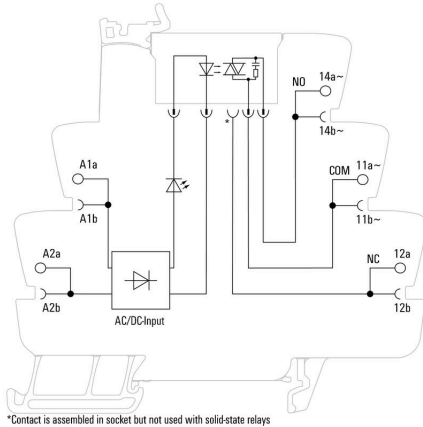 NO
14a~
14b~
*
COM
11a~
11b~
A1a
A1b
A2a
A2b
NC
12a
12b
AC/DC-Input
*Contact is assembled in socket but not used with solid-state relays